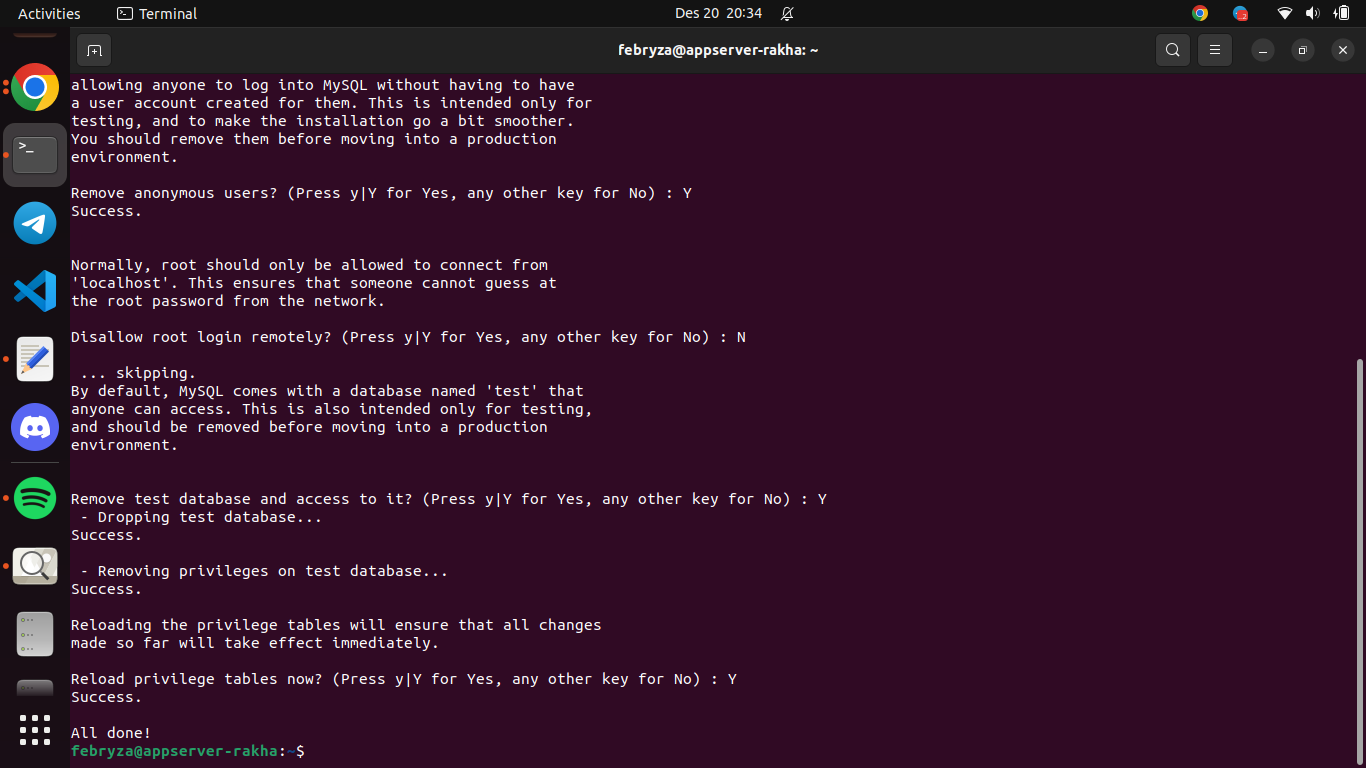 Activities
Terminal
Des 20 20:34
2
febryza@appserver-rakha: ~
>_
allowing anyone to log into MySQL without having to have
a user account created for them. This is intended only for
testing, and to make the installation go a bit smoother.
You should remove them before moving into a production
environment.
Remove anonymous users? (Press y|Y for Yes, any other key for No) : Y
Success.
Normally, root should only be allowed to connect from
'localhost'. This ensures that someone cannot guess at
the root password from the network.
Disallow root login remotely? (Press y|Y for Yes, any other key for No) : N
... skipping.
By default, MySQL comes with a database named 'test' that
anyone can access. This is also intended only for testing,
and should be removed before moving into a production
environment.
Remove test database and access to it? (Press y|Y for Yes, any other key for No) : Y
- Dropping test database...
Success.
- Removing privileges on test database...
Success.
Reloading the privilege tables will ensure that all changes
made so far will take effect immediately.
Reload privilege tables now? (Press y|Y for Yes, any other key for No) : Y
Success.
All done!
febryza@appserver-rakha:~$